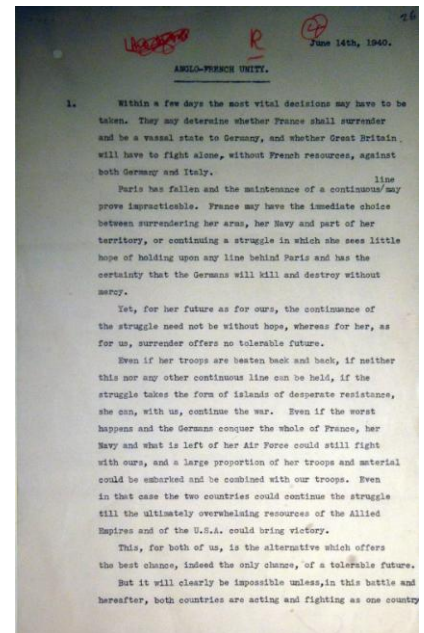 26
R
4
June 14th, 1940.
ANGLO-FRENCH UNITY.
1. Within a few days the most vital decisions may have to be
taken. They may determine whether France shall surrender
and be a vassal state to Germany, and whether Great Britain
will have to fight alone, without French resources, against
both Germany and Italy.
line
Paris has fallen and the maintenance of a continuous/may
prove impracticable. France may have the immediate choice
between surrendering her arms, her Navy and part of her
territory, or continuing a struggle in which she sees little
hope of holding upon any line behind Paris and has the
certainty that the Germans will kill and destroy without
mercy.
Yet, for her future as for ours, the continuance of
the struggle need not be without hope, whereas for her, as
for us, surrender offers no tolerable future.
Even if her troops are beaten back and back, if neither
this nor any other continuous line can be held, if the
struggle takes the form of islands of desperate resistance,
she can, with us, continue the war. Even if the worst
happens and the Germans conquer the whole of France, her
Navy and what is left of her Air Force could still fight
with ours, and a large proportion of her troops and material
could be embarked and be combined with our troops. Even
in that case the two countries could continue the struggle
till the ultimately overwhelming resources of the Allied
Empires and of the U.S.A. could bring victory.
This, for both of us, is the alternative which offers
the best chance, indeed the only chance, of a tolerable future.
But it will clearly be impossible unless, in this battle and
hereafter, both countries are acting and fighting as one country